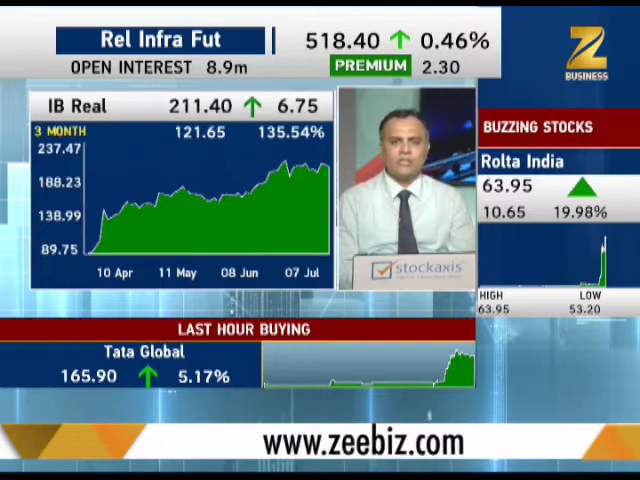 Rel Infra Fut
518.40 0.46%
OPEN INTEREST 8.9m
PREMIUM 2.30
Z
BUSINESS
IB Real 211.40 6.75
3 MONTH 121.65 135.54%
237.47
188.23
138.99
89.75
10 Apr 11 May 08 Jun 07 Jul
stockaxis
BUZZING STOCKS
Rolta India
63.95
10.65 19.98%
HIGH LOW
63.95 53.20
LAST HOUR BUYING
Tata Global
165.90 5.17%
www.zeebiz.com